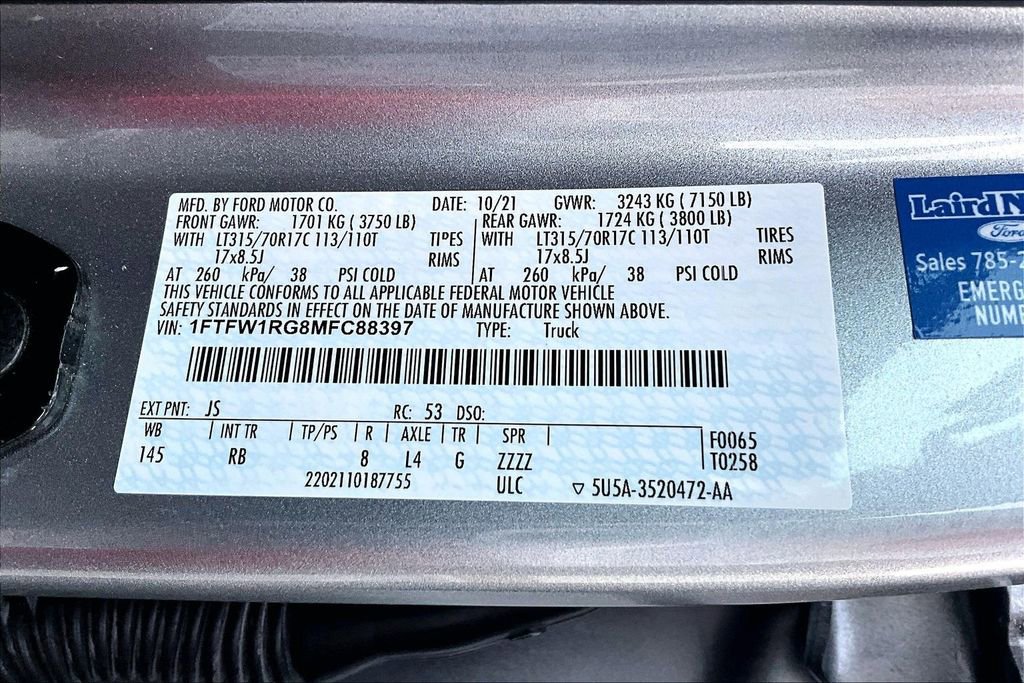 MFD. BY FORD MOTOR CO. DATE: 10/21 GVWR: 3243 KG ( 7150 LB)
FRONT GAWR: 1701 KG ( 3750 LB) REAR GAWR: 1724 KG ( 3800 LB)
WITH LT315/70R17C 113/110T TIRES WITH LT315/70R17C 113/110T TIRES
17x8.5J RIMS 17x8.5J RIMS
AT 260 kPa/ 38 PSI COLD AT 260 kPa/ 38 PSI COLD
THIS VEHICLE CONFORMS TO ALL APPLICABLE FEDERAL MOTOR VEHICLE
SAFETY STANDARDS IN EFFECT ON THE DATE OF MANUFACTURE SHOWN ABOVE.
VIN: 1FTFW1RG8MFC88397 TYPE: Truck
EXT PNT: JS RC: 53 DSO:
WB INT TR TP/PS R AXLE TR SPR F0065
145 RB 8 L4 G ZZZZ T0258
2202110187755 ULC ▽ 5U5A-3520472-AA
Laird
Ford
Sales 785-